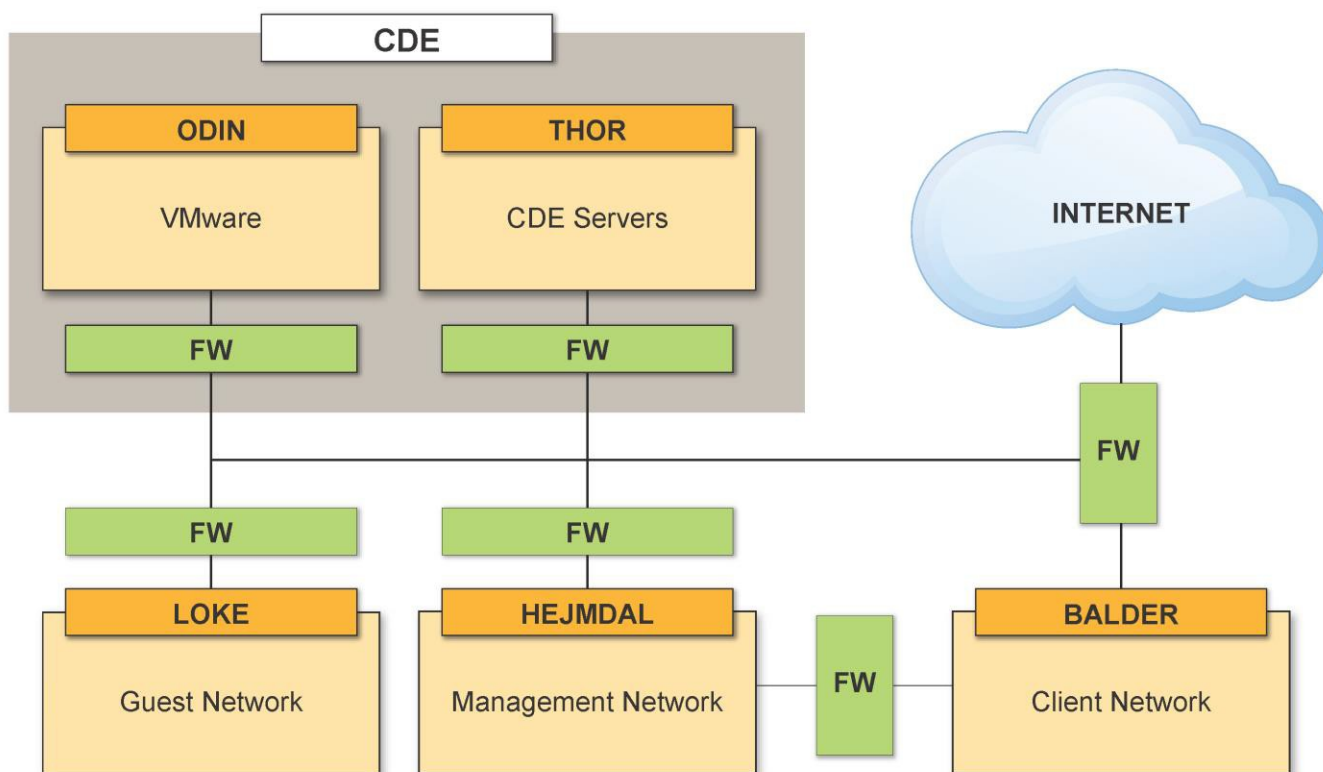 CDE
ODIN
THOR
VMware
CDE Servers
INTERNET
FW
FW
FW
FW
FW
LOKE
HEJMDAL
BALDER
Guest Network
Management Network
FW
Client Network